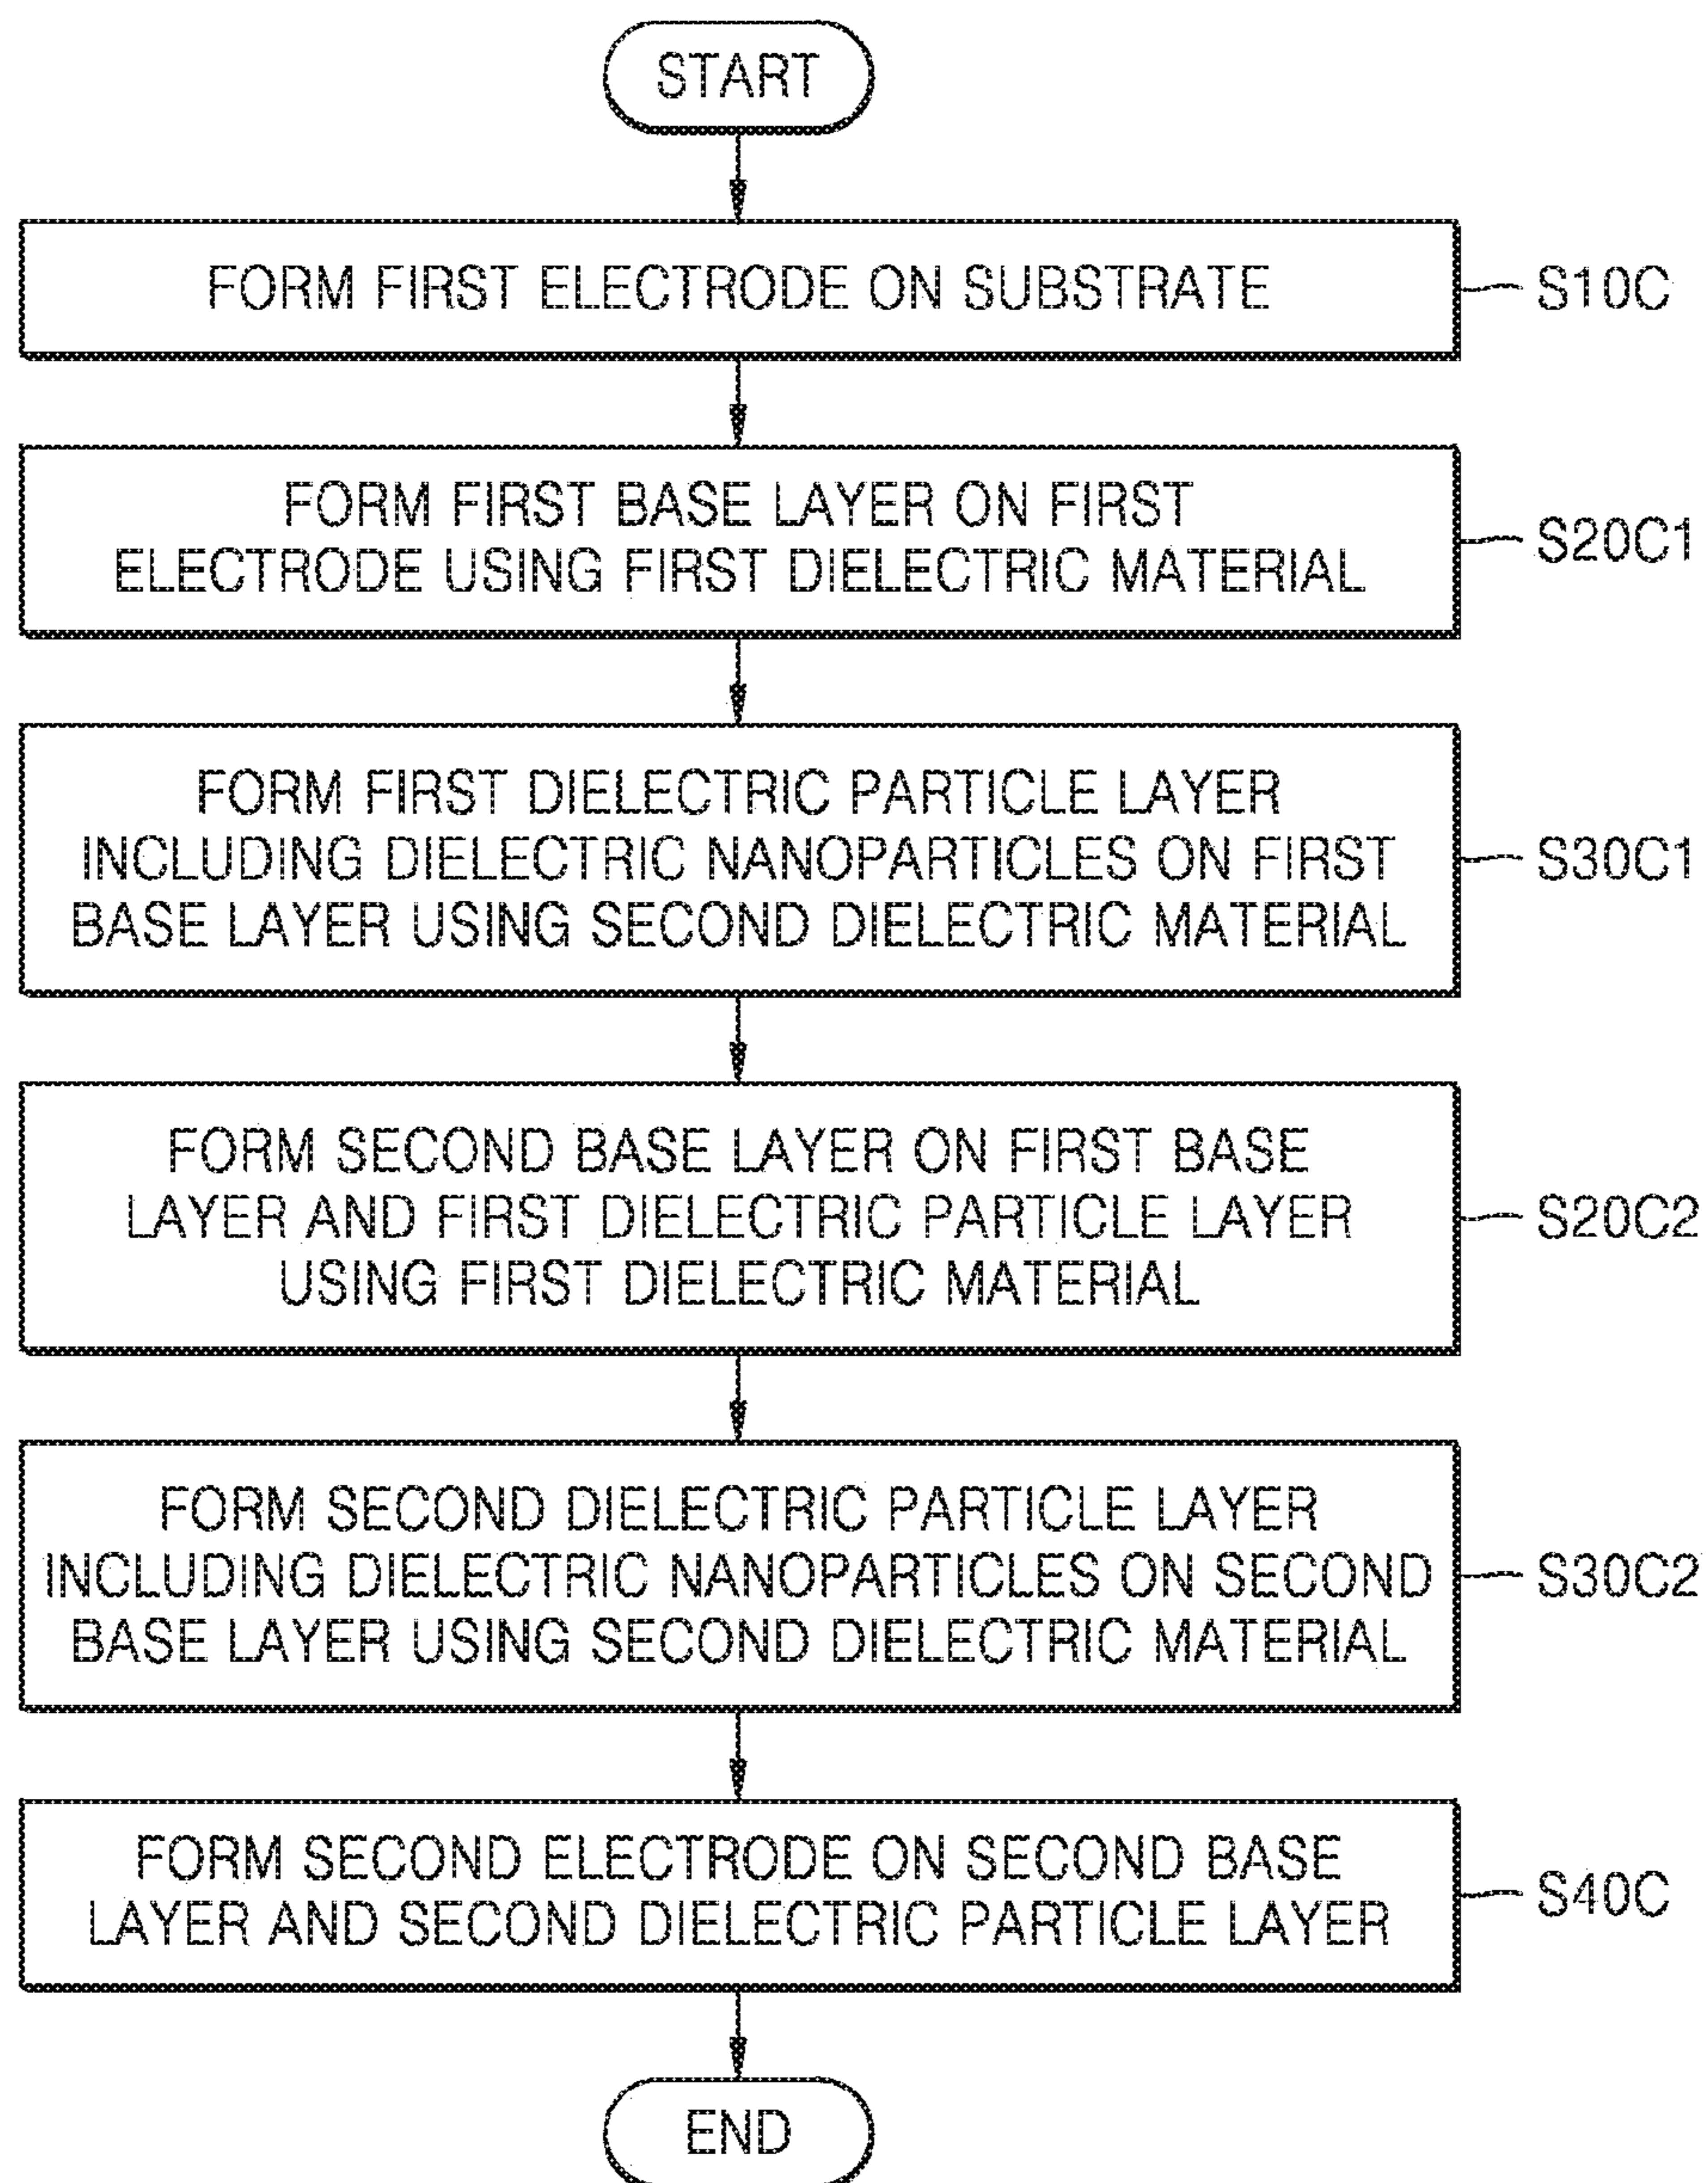 START
FORM FIRST ELECTRODE ON SUBSTRATE
S10C
FORM FIRST BASE LAYER ON FIRST
ELECTRODE USING FIRST DIELECTRIC MATERIAL
S20C1
FORM FIRST DIELECTRIC PARTICLE LAYER
INCLUDING DIELECTRIC NANOPARTICLES ON FIRST
BASE LAYER USING SECOND DIELECTRIC MATERIAL
S30C1
FORM SECOND BASE LAYER ON FIRST BASE
LAYER AND FIRST DIELECTRIC PARTICLE LAYER
USING FIRST DIELECTRIC MATERIAL
S20C2
FORM SECOND DIELECTRIC PARTICLE LAYER
INCLUDING DIELECTRIC NANOPARTICLES ON SECOND
BASE LAYER USING SECOND DIELECTRIC MATERIAL
S30C2
FORM SECOND ELECTRODE ON SECOND BASE
LAYER AND SECOND DIELECTRIC PARTICLE LAYER
S40C
END